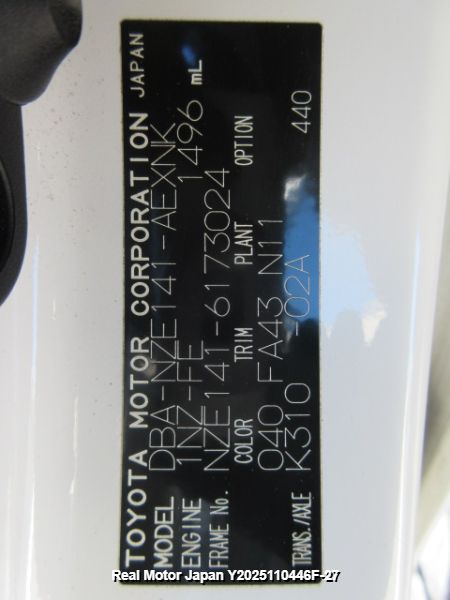 TOYOTA MOTOR CORPORATION JAPAN
MODEL DBA-NZE141-AEXNK
ENGINE 1NZ-FE 1496 mL
FRAME No. NZE141-6173024
COLOR TRIM PLANT OPTION
040 FA43 N11 440
TRANS./AXLE K310 -02A
Real Motor Japan Y2025110446F-27